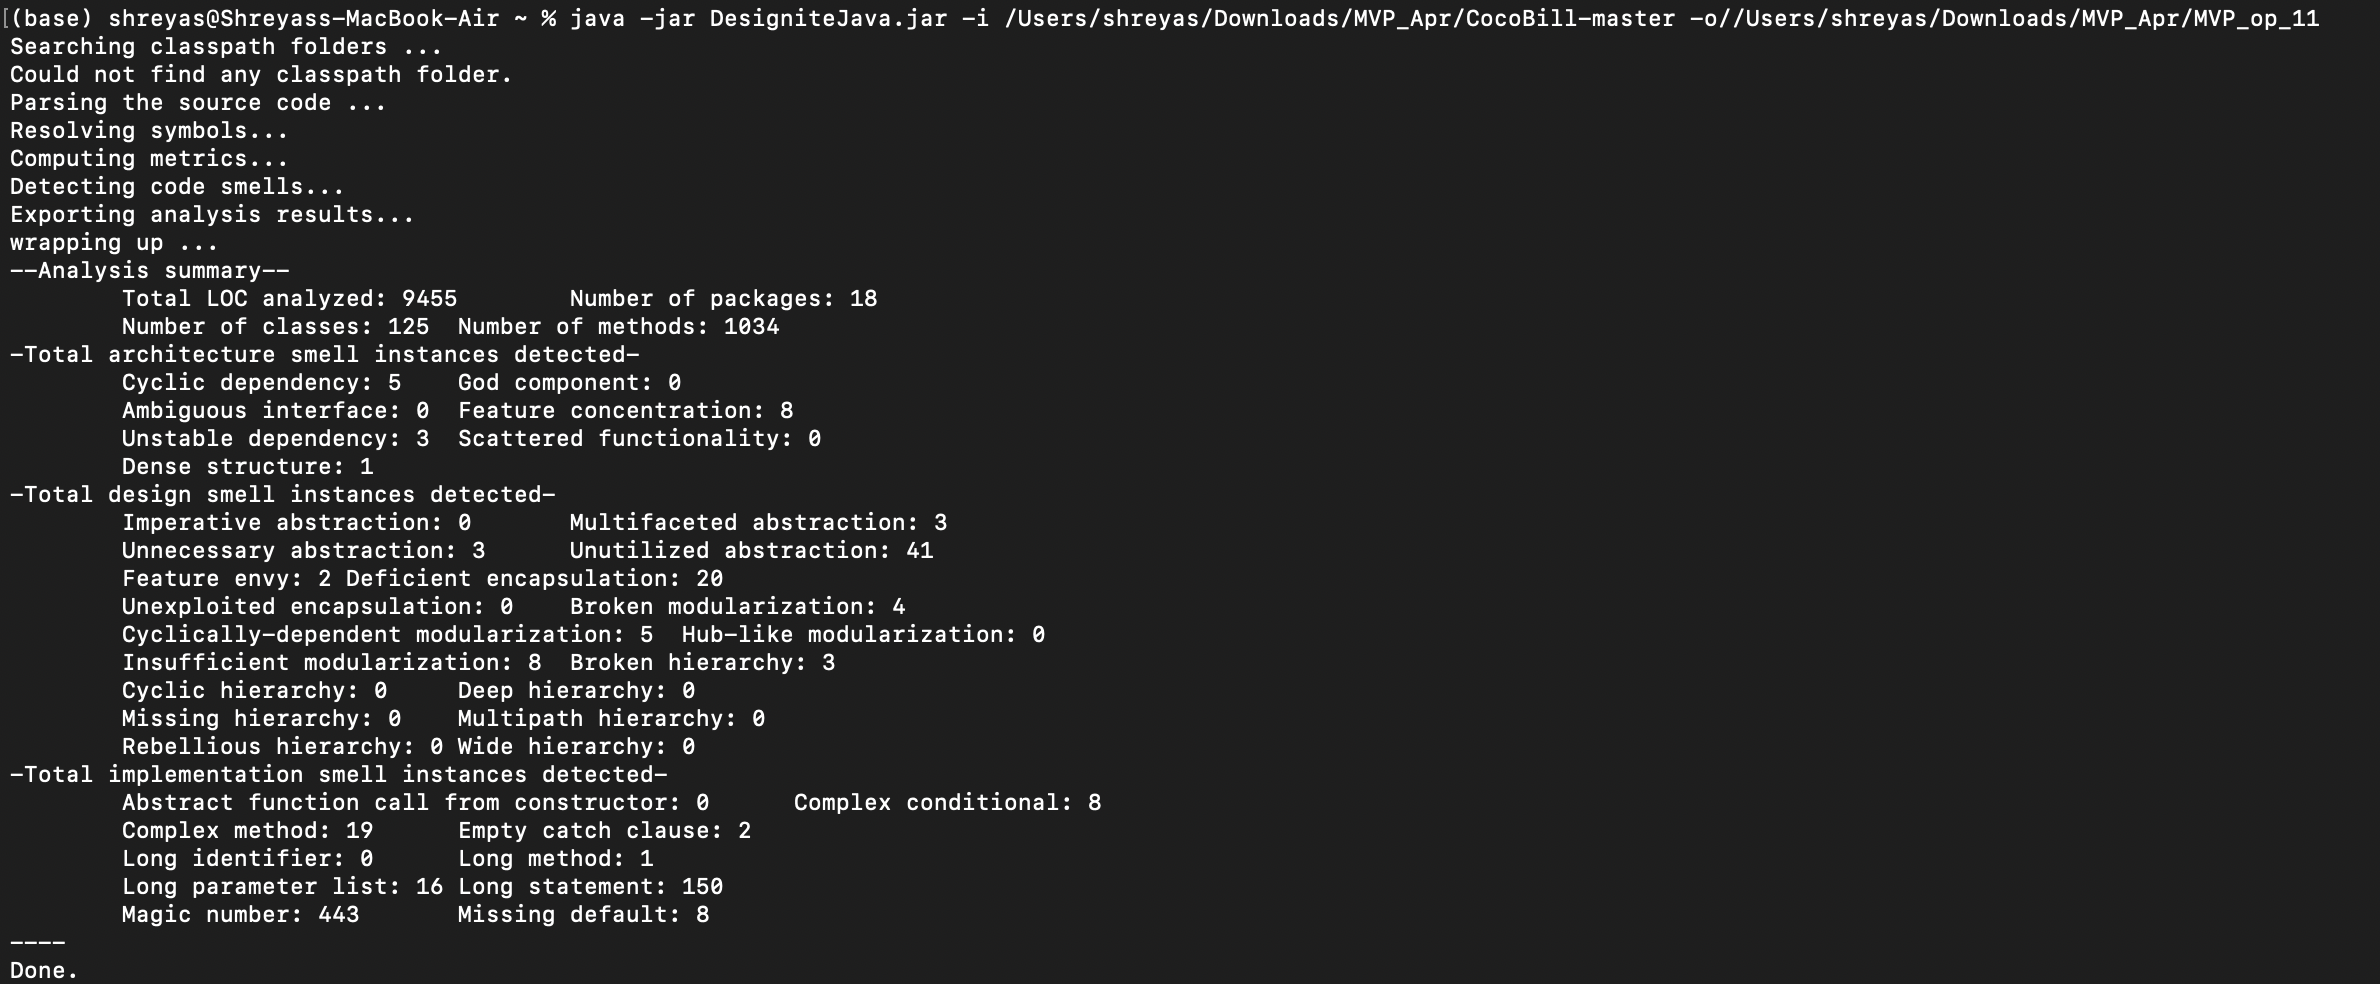 (base) shreyas@Shreyass-MacBook-Air ~ % java -jar DesigniteJava.jar -i /Users/shreyas/Downloads/MVP_Apr/CocoBill-master -o//Users/shreyas/Downloads/MVP_Apr/MVP_op_11
Searching classpath folders ...
Could not find any classpath folder.
Parsing the source code ...
Resolving symbols...
Computing metrics...
Detecting code smells...
Exporting analysis results...
wrapping up ...
--Analysis summary--
Total LOC analyzed: 9455 Number of packages: 18
Number of classes: 125 Number of methods: 1034
-Total architecture smell instances detected-
Cyclic dependency: 5 God component: 0
Ambiguous interface: 0 Feature concentration: 8
Unstable dependency: 3 Scattered functionality: 0
Dense structure: 1
-Total design smell instances detected-
Imperative abstraction: 0 Multifaceted abstraction: 3
Unnecessary abstraction: 3 Unutilized abstraction: 41
Feature envy: 2 Deficient encapsulation: 20
Unexploited encapsulation: 0 Broken modularization: 4
Cyclically-dependent modularization: 5 Hub-like modularization: 0
Insufficient modularization: 8 Broken hierarchy: 3
Cyclic hierarchy: 0 Deep hierarchy: 0
Missing hierarchy: 0 Multipath hierarchy: 0
Rebellious hierarchy: 0 Wide hierarchy: 0
-Total implementation smell instances detected-
Abstract function call from constructor: 0 Complex conditional: 8
Complex method: 19 Empty catch clause: 2
Long identifier: 0 Long method: 1
Long parameter list: 16 Long statement: 150
Magic number: 443 Missing default: 8
----
Done.